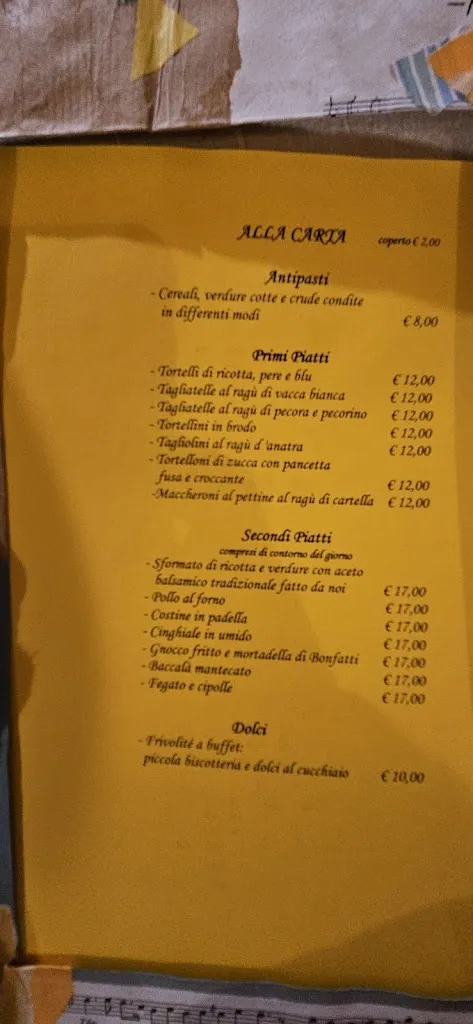 ALLA CARTA coperto € 2,00
Antipasti
- Cereali, verdure cotte e crude condite
in differenti modi € 8,00
Primi Piatti
- Tortelli di ricotta, pere e blu € 12,00
- Tagliatelle al ragù di vacca bianca € 12,00
- Tagliatelle al ragù di pecora e pecorino € 12,00
- Tortellini in brodo € 12,00
- Tagliolini al ragù d'anatra € 12,00
- Tortelloni di zucca con pancetta
fusa e croccante € 12,00
-Maccheroni al pettine al ragù di cartella € 12,00
Secondi Piatti
compresi di contorno del giorno
- Sformato di ricotta e verdure con aceto
balsamico tradizionale fatto da noi € 17,00
- Pollo al forno € 17,00
- Costine in padella € 17,00
- Cinghiale in umido € 17,00
- Gnocco fritto e mortadella di Bonfatti € 17,00
- Baccalà mantecato € 17,00
- Fegato e cipolle € 17,00
Dolci
- Frivolité a buffet:
piccola biscotteria e dolci al cucchiaio € 10,00